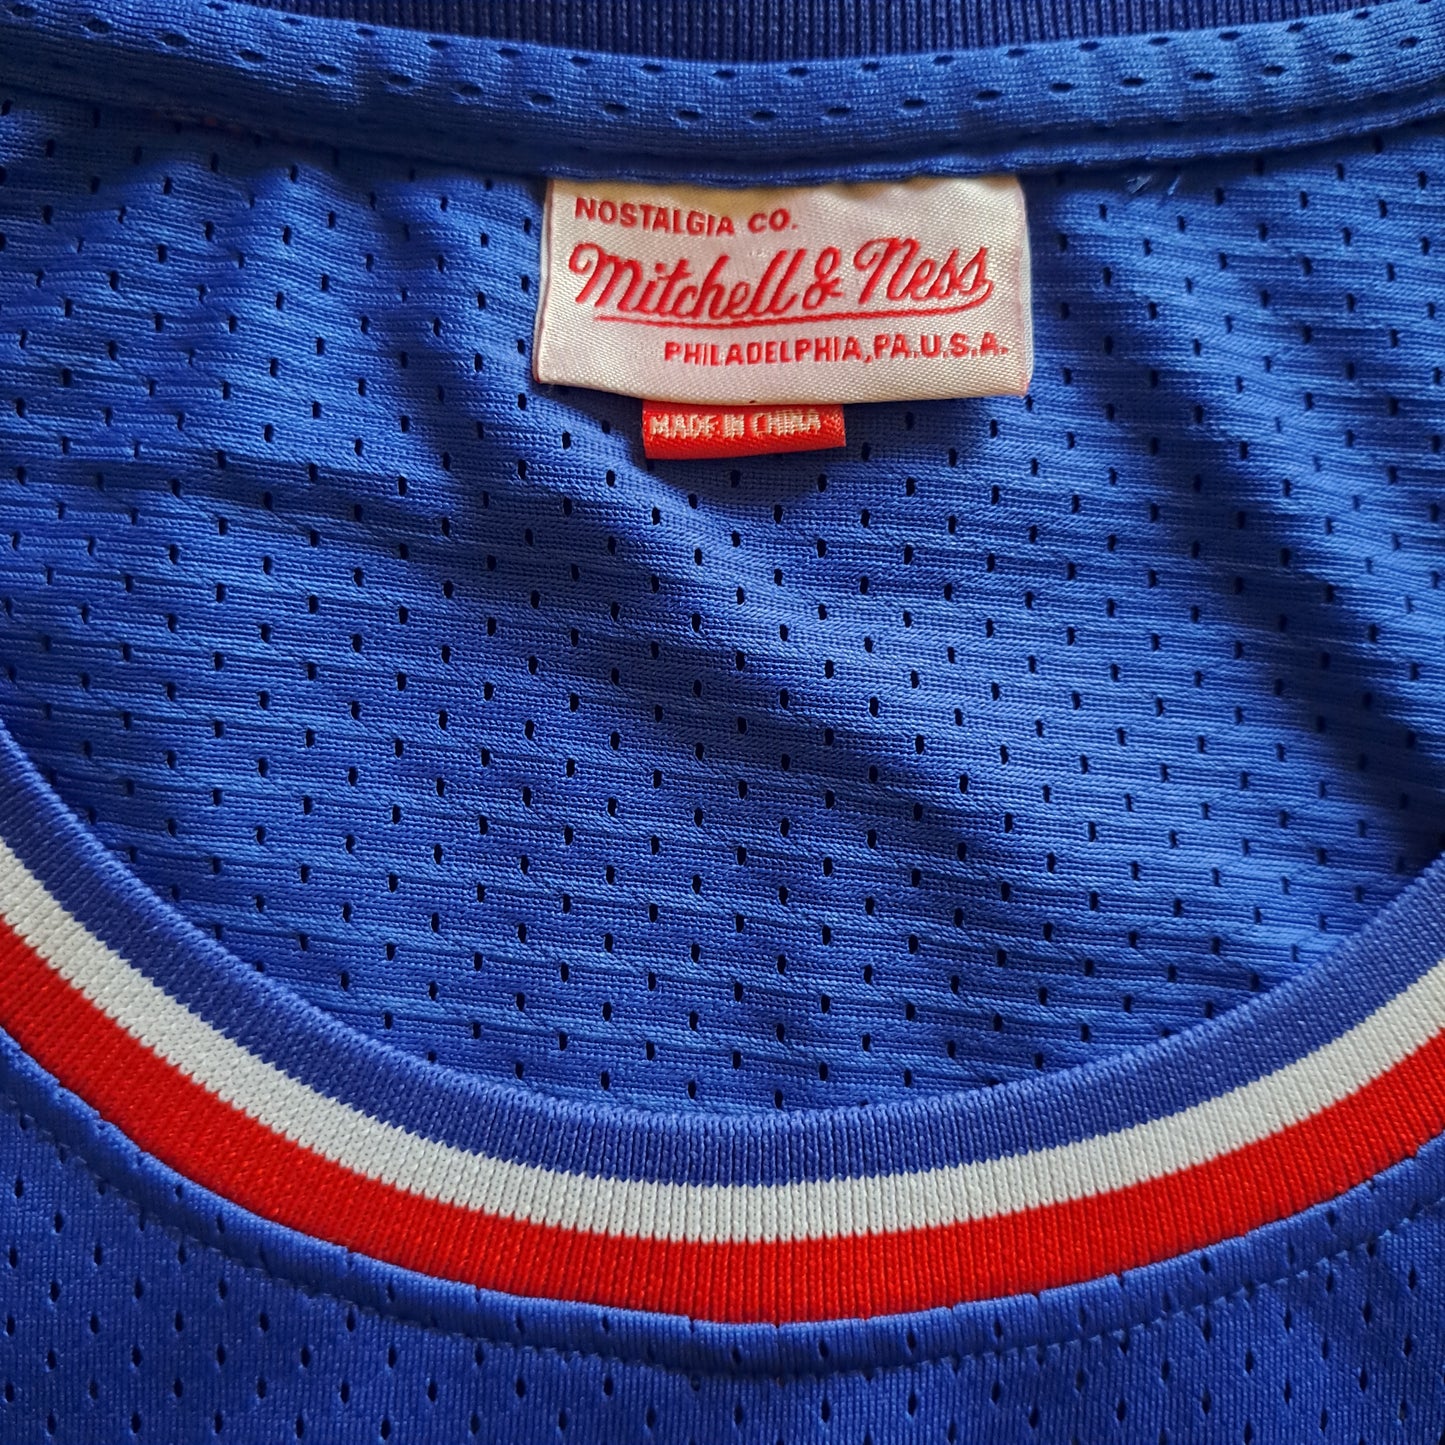 NOSTALGIA CO.
Mitchell & Ness
PHILADELPHIA, PA. U.S.A.
MADE IN CHINA